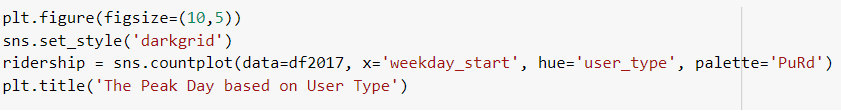 plt.figure(figsize=(10,5))
sns.set_style('darkgrid')
ridership = sns.countplot(data=df2017, x='weekday_start', hue='user_type', palette='PuRd')
plt.title('The Peak Day based on User Type')